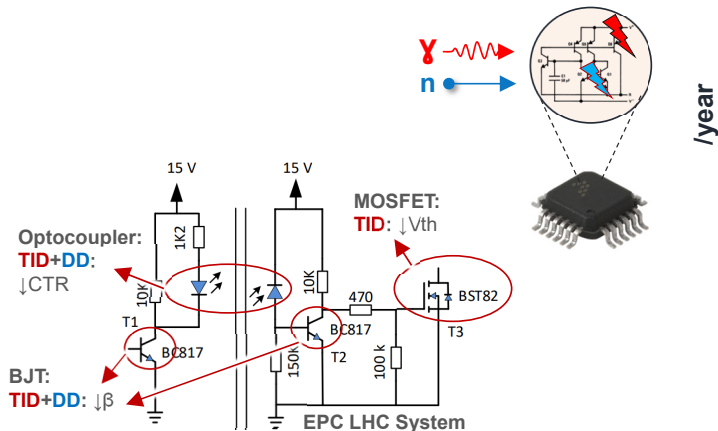 ɣ
n
/year
15 V
15 V
MOSFET:
TID: ↓Vth
Optocoupler:
TID+DD:
↓CTR
1K2
10K
10K
470
BST82
T1
BC817
BC817
T2
T3
150k
100 k
BJT:
TID+DD: ↓β
EPC LHC System